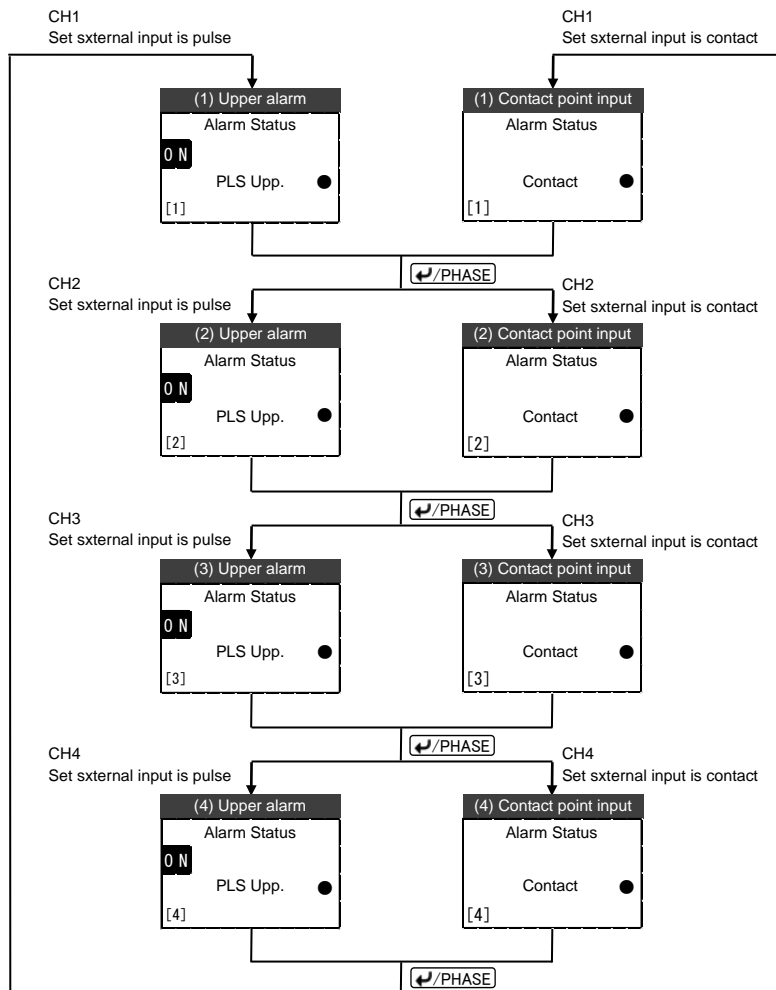 CH1
Set sxternal input is pulse
CH1
Set sxternal input is contact
(1) Upper alarm
Alarm Status
ON
PLS Upp. ●
[1]
(1) Contact point input
Alarm Status
Contact ●
[1]
↵/PHASE
CH2
Set sxternal input is pulse
CH2
Set sxternal input is contact
(2) Upper alarm
Alarm Status
ON
PLS Upp. ●
[2]
(2) Contact point input
Alarm Status
Contact ●
[2]
↵/PHASE
CH3
Set sxternal input is pulse
CH3
Set sxternal input is contact
(3) Upper alarm
Alarm Status
ON
PLS Upp. ●
[3]
(3) Contact point input
Alarm Status
Contact ●
[3]
↵/PHASE
CH4
Set sxternal input is pulse
CH4
Set sxternal input is contact
(4) Upper alarm
Alarm Status
ON
PLS Upp. ●
[4]
(4) Contact point input
Alarm Status
Contact ●
[4]
↵/PHASE